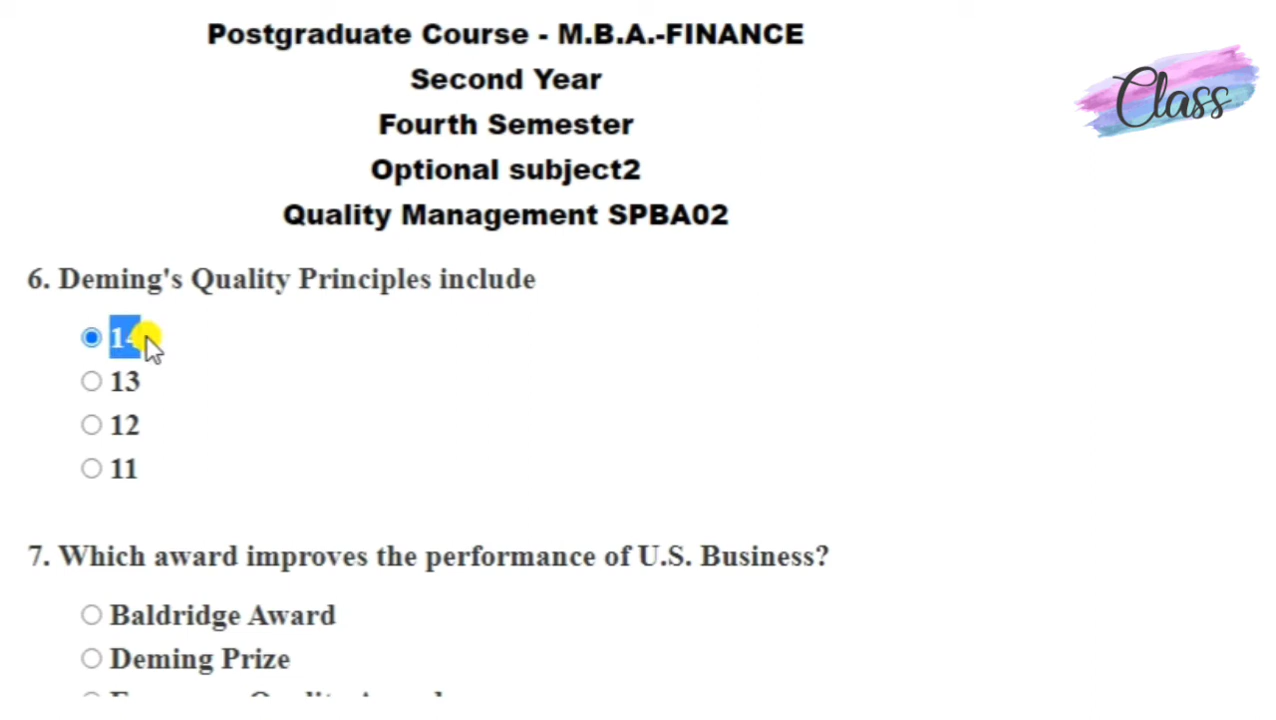 Postgraduate Course - M.B.A.-FINANCE
Class
Second Year
Fourth Semester
Optional subject2
Quality Management SPBA02
6. Deming's Quality Principles include
14
13
12
11
7. Which award improves the performance of U.S. Business?
Baldridge Award
Deming Prize